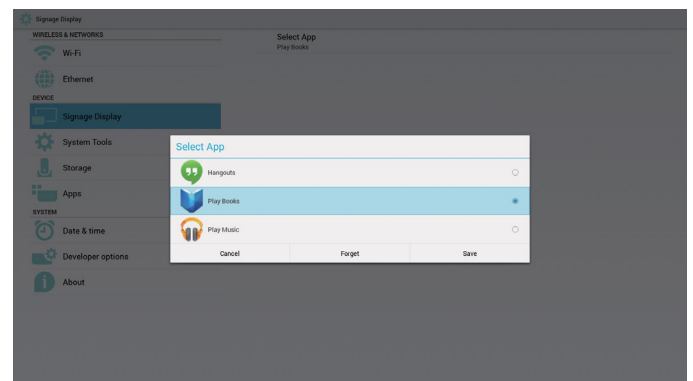 Signage Display
WIRELESS & NETWORKS
Wi-Fi
Ethernet
DEVICE
Signage Display
System Tools
Storage
Apps
SYSTEM
Date & time
Developer options
About
Select App
Play Books
Select App
Hangouts
Play Books
Play Music
Cancel Forget Save